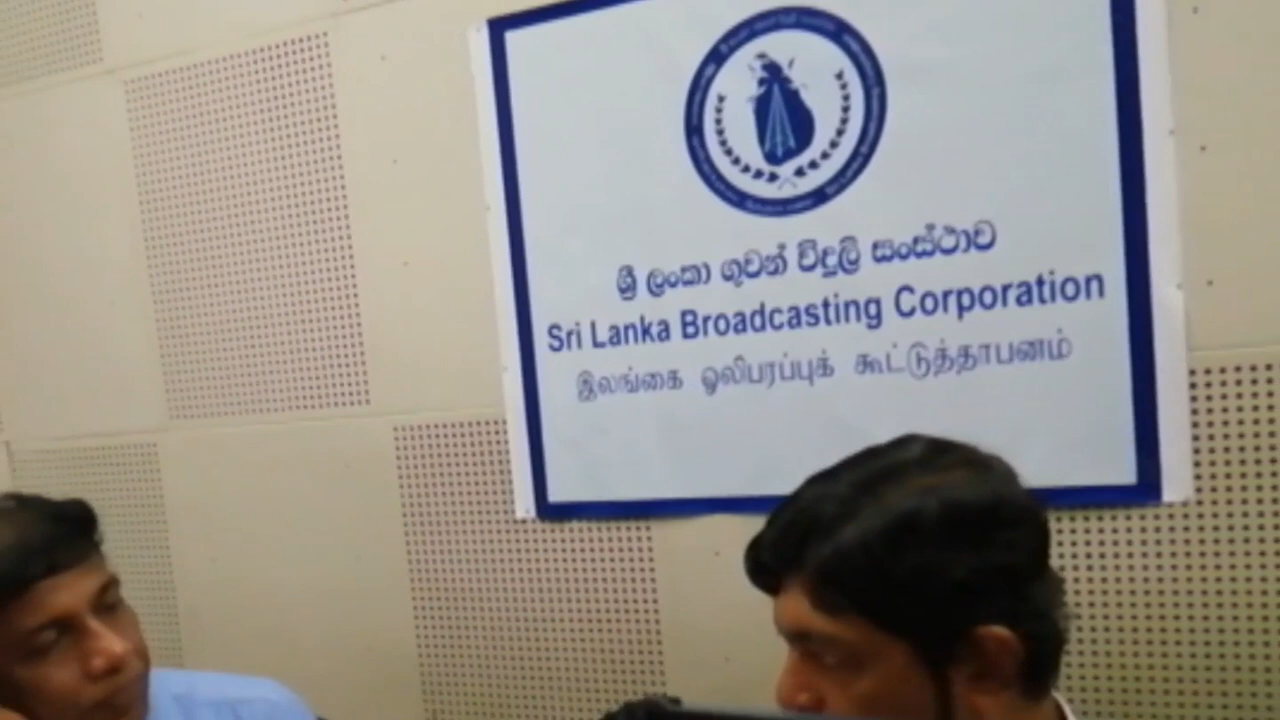 ශ්‍රී ලංකා ගුවන් විදුලි සංස්ථාව
Sri Lanka Broadcasting Corporation
இலங்கை ஒலிபரப்புக் கூட்டுத்தாபனம்